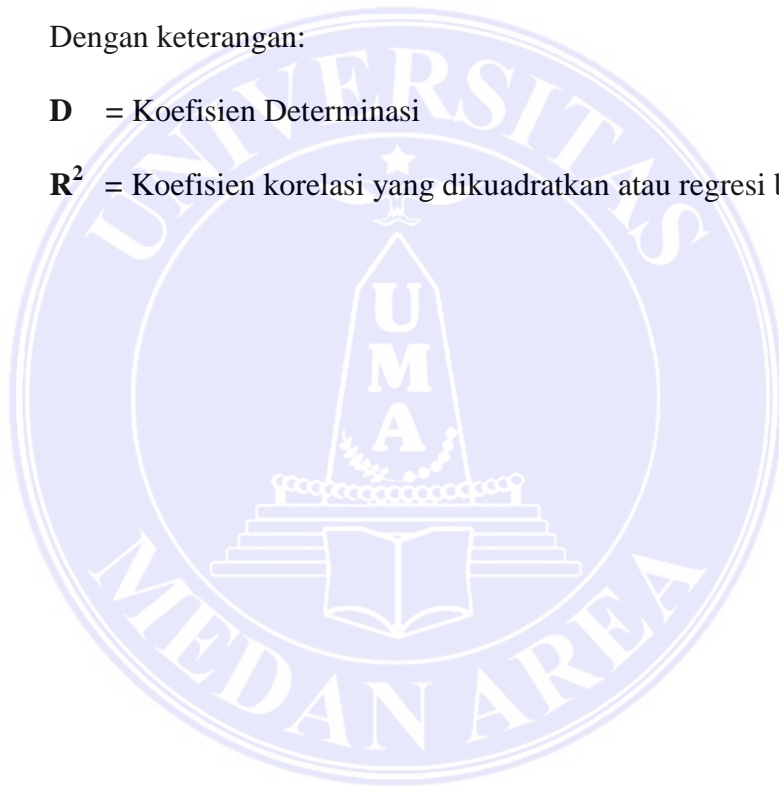 Dengan keterangan:
D = Koefisien Determinasi
R² = Koefisien korelasi yang dikuadratkan atau regresi
UNIVERSITAS
UMA
MEDAN AREA